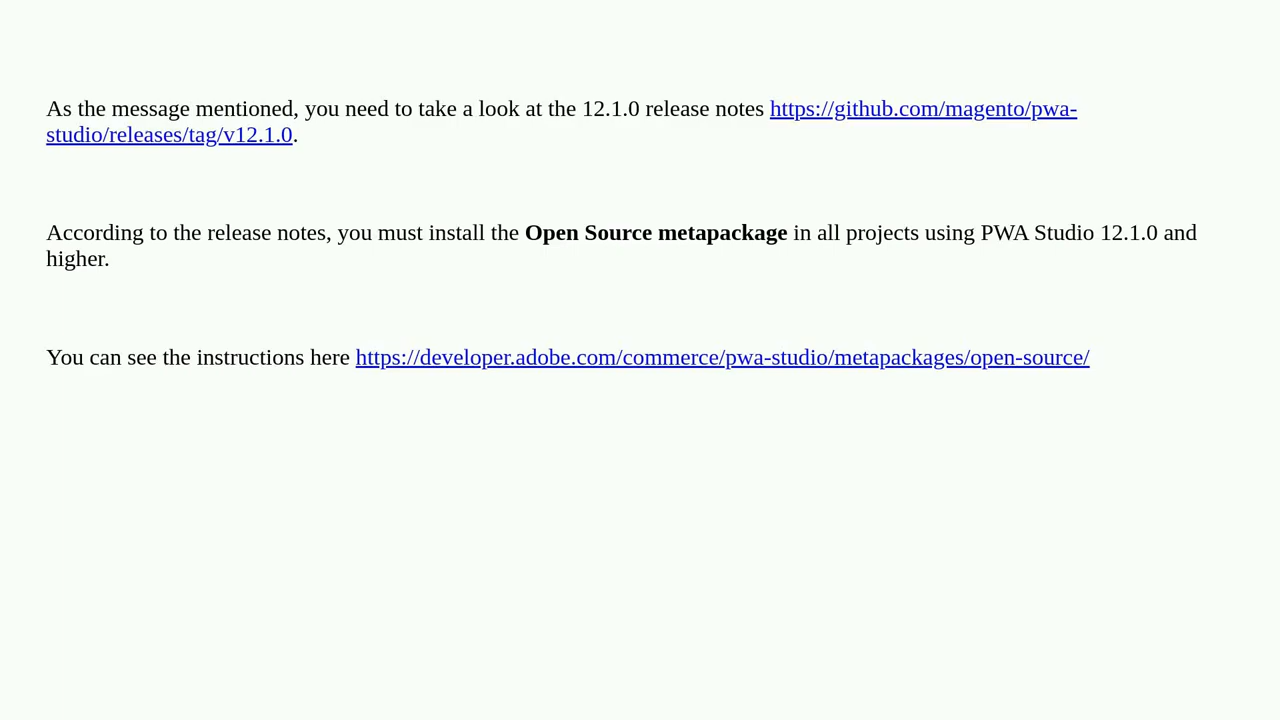 As the message mentioned, you need to take a look at the 12.1.0 release notes https://github.com/magento/pwa-
studio/releases/tag/v12.1.0.
According to the release notes, you must install the Open Source metapackage in all projects using PWA Studio 12.1.0 and
higher.
You can see the instructions here https://developer.adobe.com/commerce/pwa-studio/metapackages/open-source/